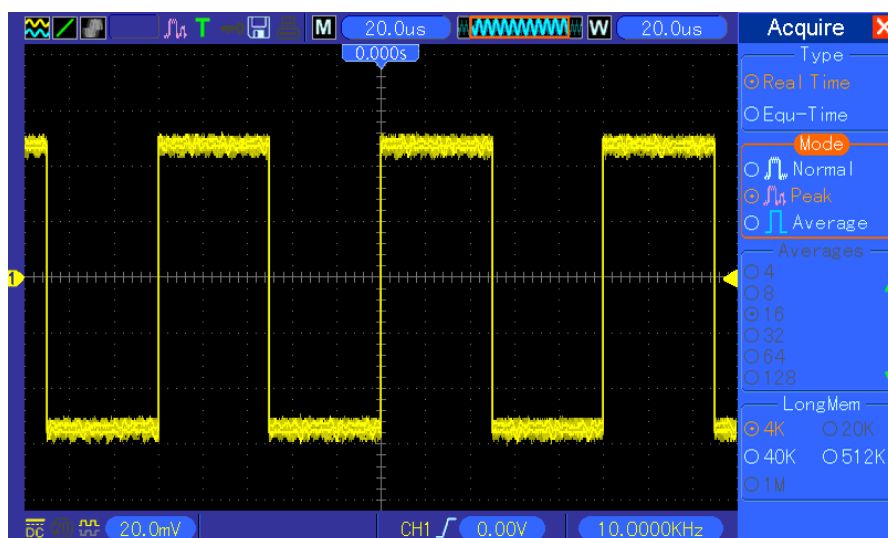 M 20.0us W 20.0us
0.000s
Acquire
Type
Real Time
Equ-Time
Mode
Normal
Peak
Average
Averages
4
8
16
32
64
128
LongMem
4K 20K
40K 512K
1M
1
T
DC 20.0mV CH1 0.00V 10.0000KHz